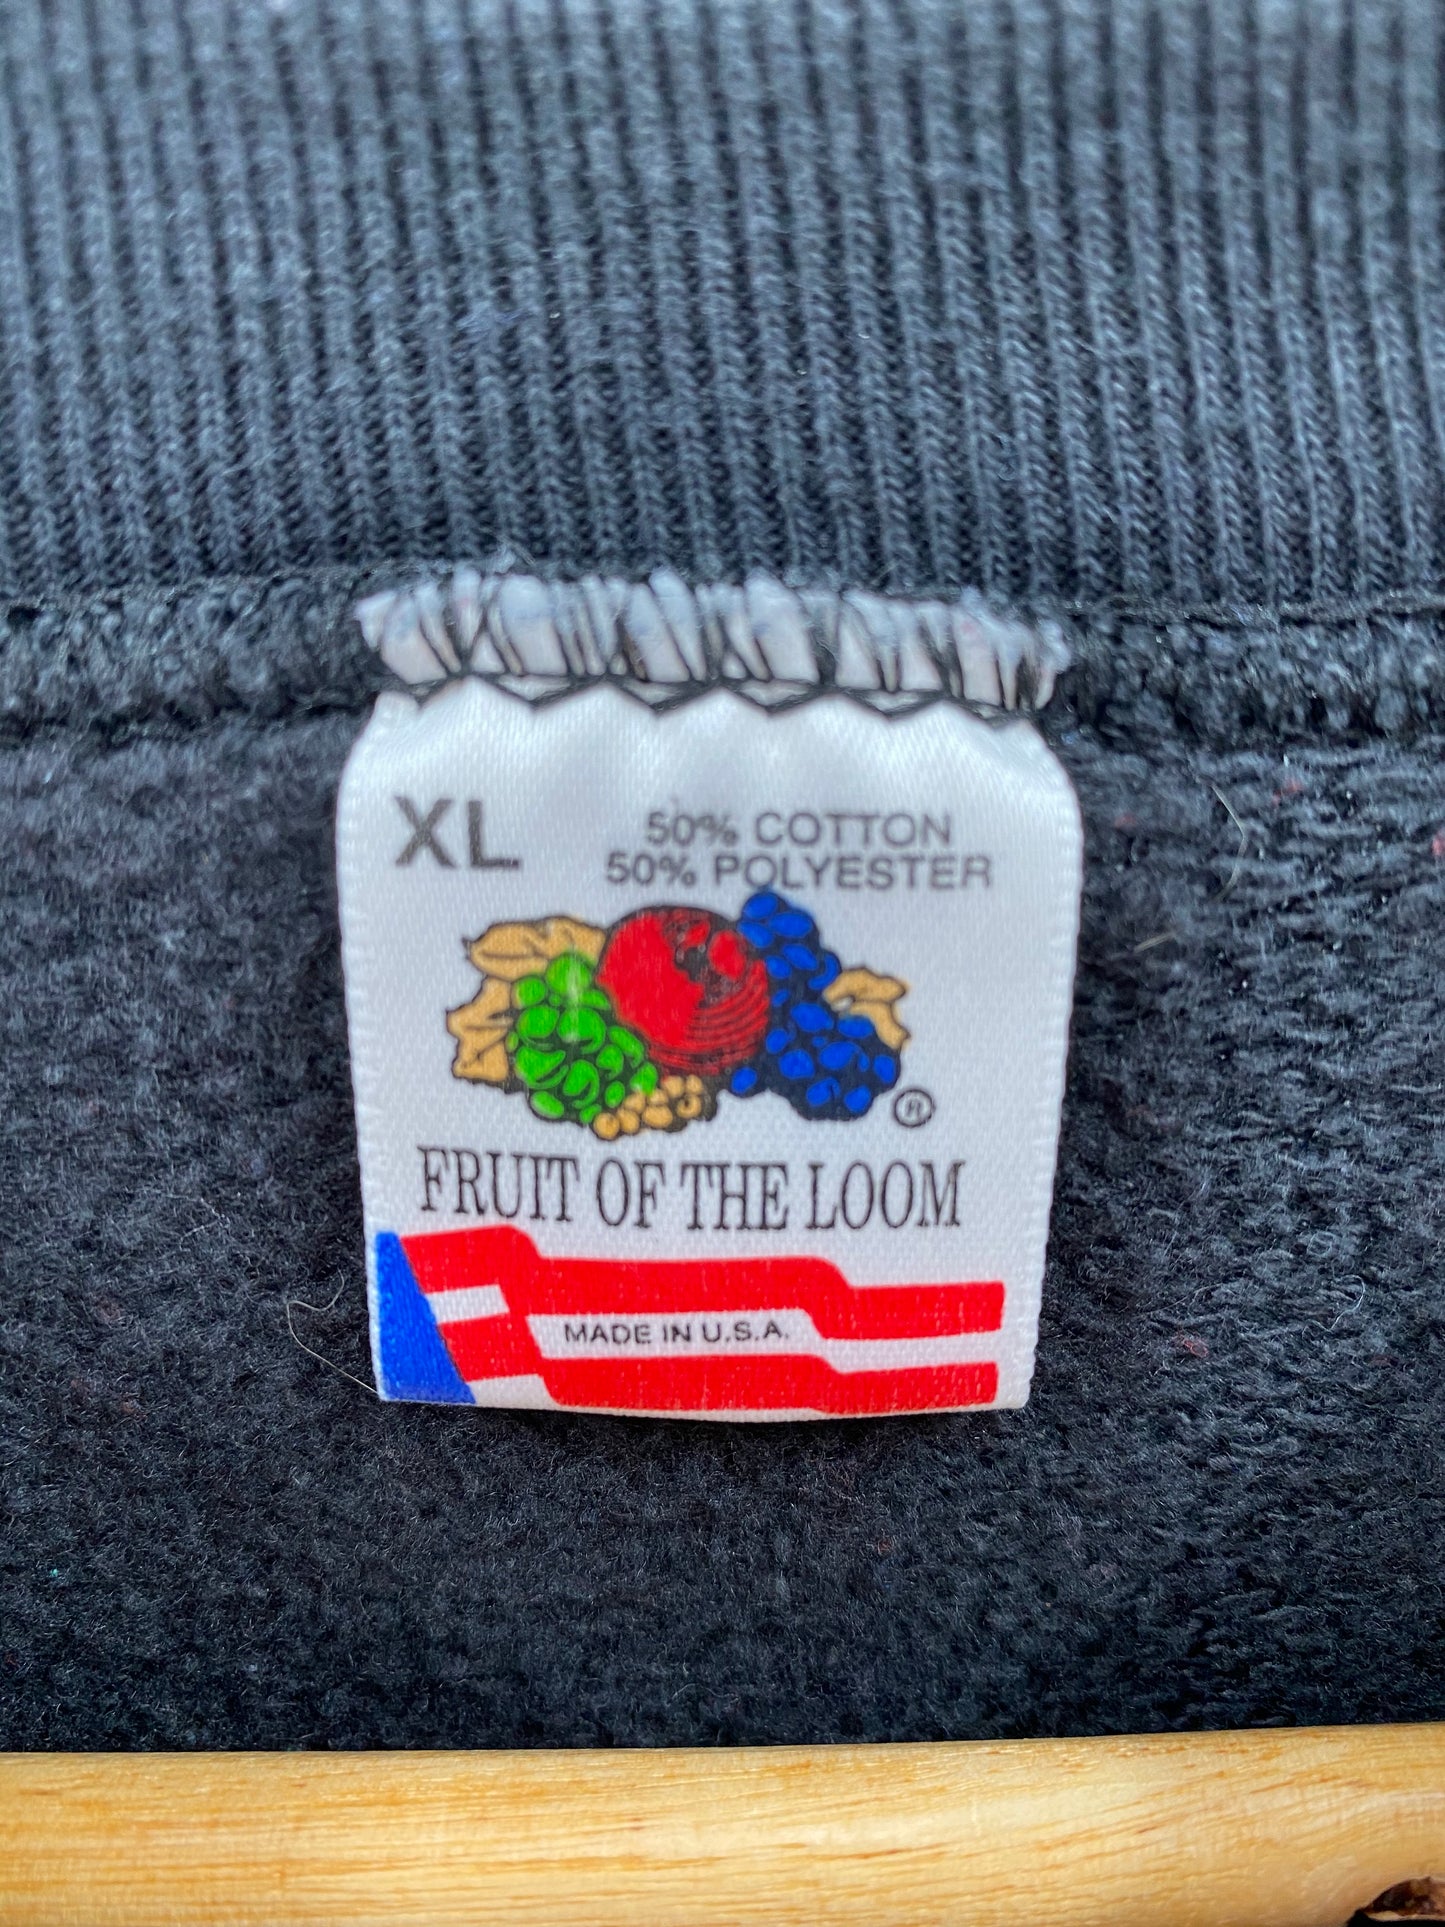 XL
50% COTTON
50% POLYESTER
®
FRUIT OF THE LOOM
MADE IN U.S.A.